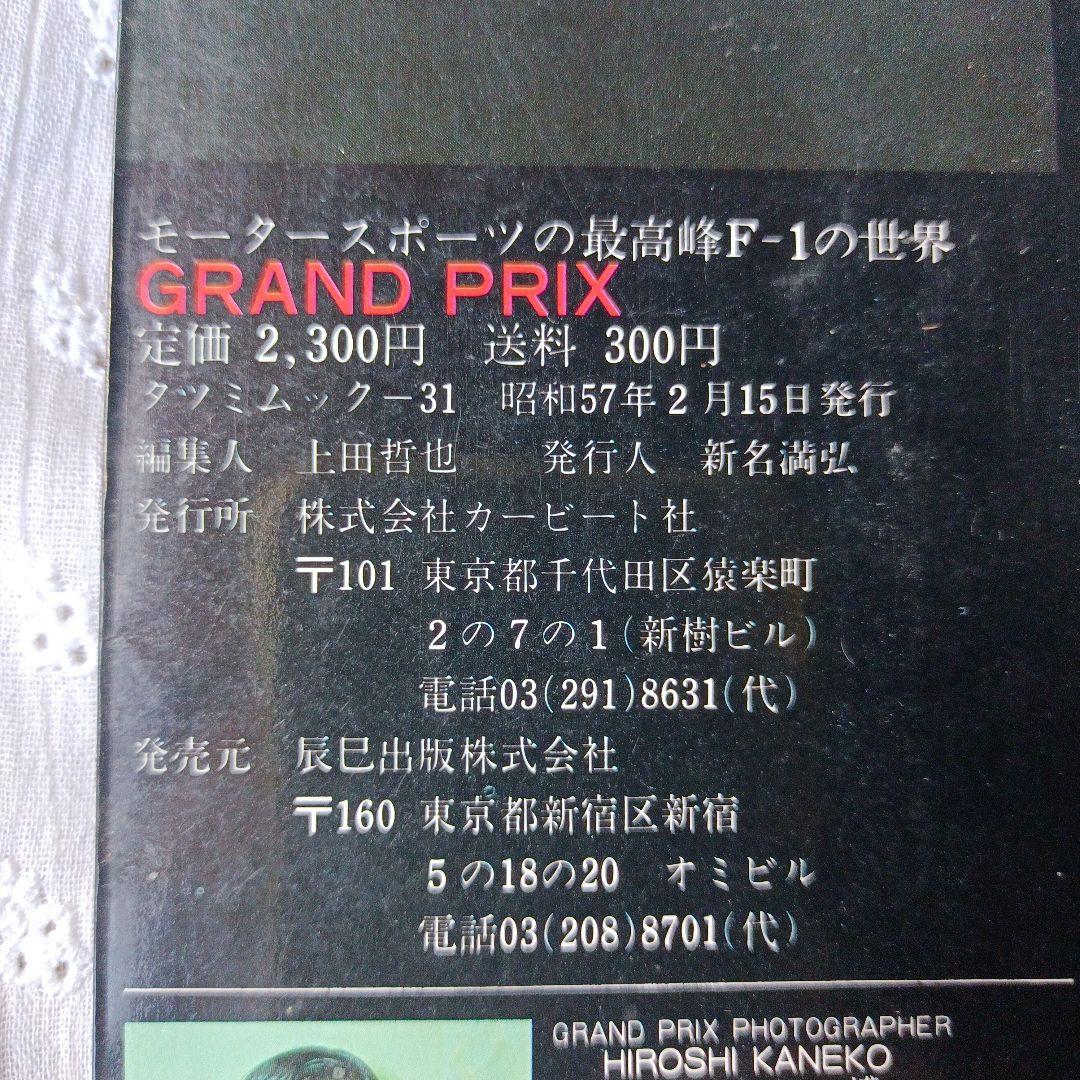 モータースポーツの最高峰F-1の世界
GRAND PRIX
定価 2,300円 送料 300円
タツミムック－31 昭和57年2月15日発行
編集人 上田哲也 発行人 新名満弘
発行所 株式会社カービート社
〒101 東京都千代田区猿楽町
2の7の1(新樹ビル)
電話03(291)8631(代)
発売元 辰巳出版株式会社
〒160 東京都新宿区新宿
5の18の20 オミビル
電話03(208)8701(代)
GRAND PRIX PHOTOGRAPHER
HIROSHI KANEKO